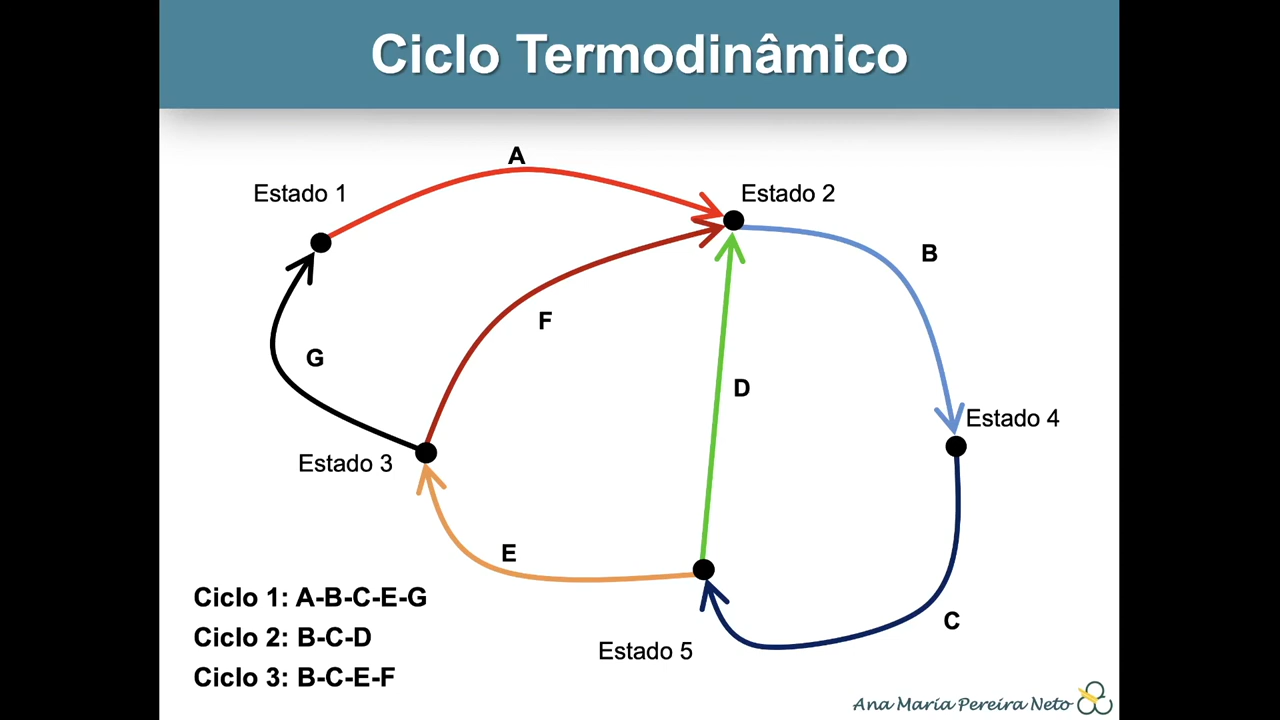 Ciclo Termodinâmico
A
Estado 1
Estado 2
B
F
G
D
Estado 4
Estado 3
E
Ciclo 1: A-B-C-E-G
C
Ciclo 2: B-C-D
Estado 5
Ciclo 3: B-C-E-F
Ana Maria Pereira Neto